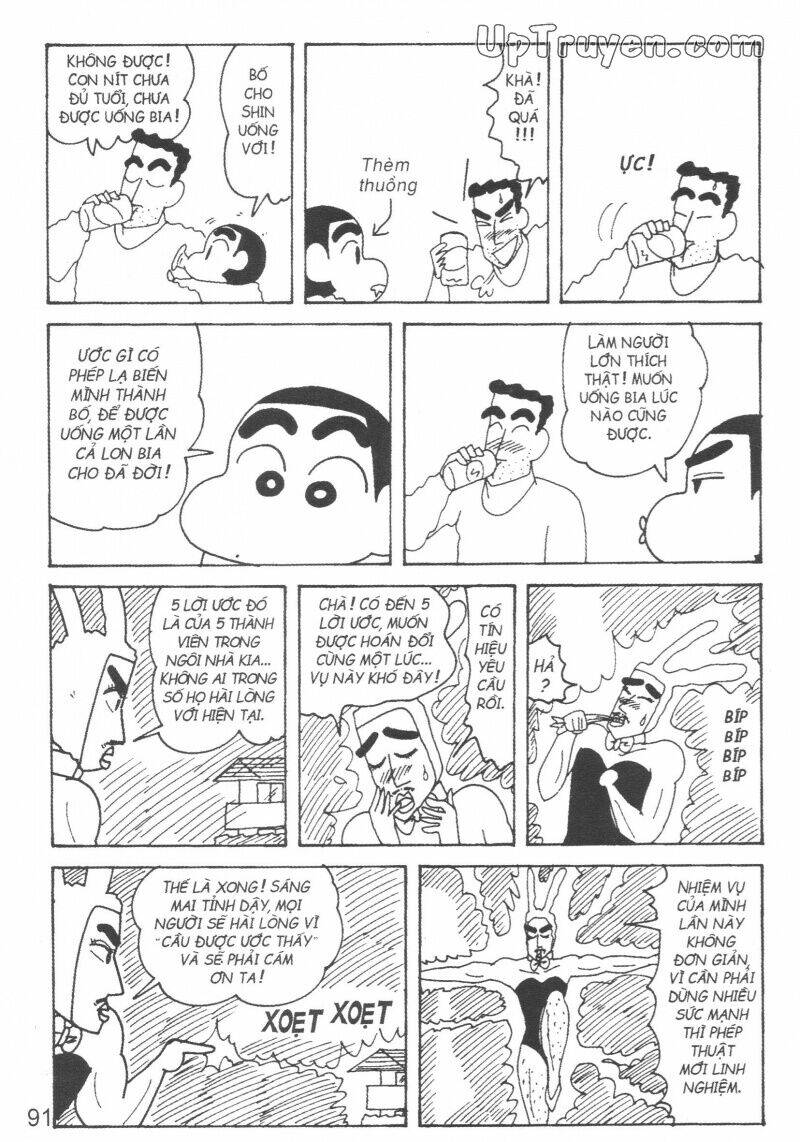 UpTruyen.com
ỰC!
KHÀ!
ĐÃ
QUÁ
!!!
Thèm
thuồng
BỐ
CHO
SHIN
UỐNG
VỚI!
KHÔNG ĐƯỢC!
CON NÍT CHƯA
ĐỦ TUỔI, CHƯA
ĐƯỢC UỐNG BIA!
LÀM NGƯỜI
LỚN THÍCH
THẬT! MUỐN
UỐNG BIA LÚC
NÀO CŨNG
ĐƯỢC.
ƯỚC GÌ CÓ
PHÉP LẠ BIẾN
MÌNH THÀNH
BỐ, ĐỂ ĐƯỢC
UỐNG MỘT LẦN
CẢ LON BIA
CHO ĐÃ ĐỜI!
BÍP
BÍP
BÍP
BÍP
HẢ
?
CÓ
TÍN
HIỆU
YÊU
CẦU
RỒI.
CHÀ! CÓ ĐẾN 5
LỜI ƯỚC, MUỐN
ĐƯỢC HOÁN ĐỔI
CÙNG MỘT LÚC...
VỤ NÀY KHÓ ĐÂY!
5 LỜI ƯỚC ĐÓ
LÀ CỦA 5 THÀNH
VIÊN TRONG
NGÔI NHÀ KIA...
KHÔNG AI TRONG
SỐ HỌ HÀI LÒNG
VỚI HIỆN TẠI.
NHIỆM VỤ
CỦA MÌNH
LẦN NÀY
KHÔNG
ĐƠN GIẢN,
VÌ CẦN PHẢI
DÙNG NHIỀU
SỨC MẠNH
THÌ PHÉP
THUẬT
MỚI LINH
NGHIỆM.
THẾ LÀ XONG! SÁNG
MAI TỈNH DẬY, MỌI
NGƯỜI SẼ HÀI LÒNG VÌ
"CẦU ĐƯỢC ƯỚC THẤY"
VÀ SẼ PHẢI CẢM
ƠN TA!
XOẸT XOẸT
91